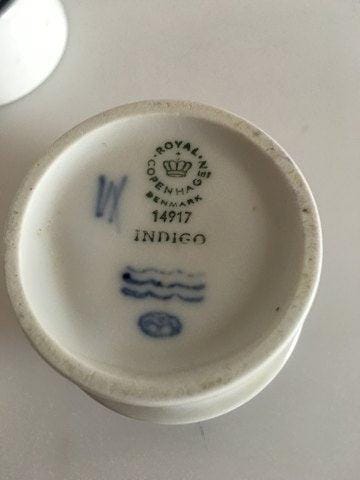 ROYAL COPENHAGEN
DENMARK
14917
INDIGO